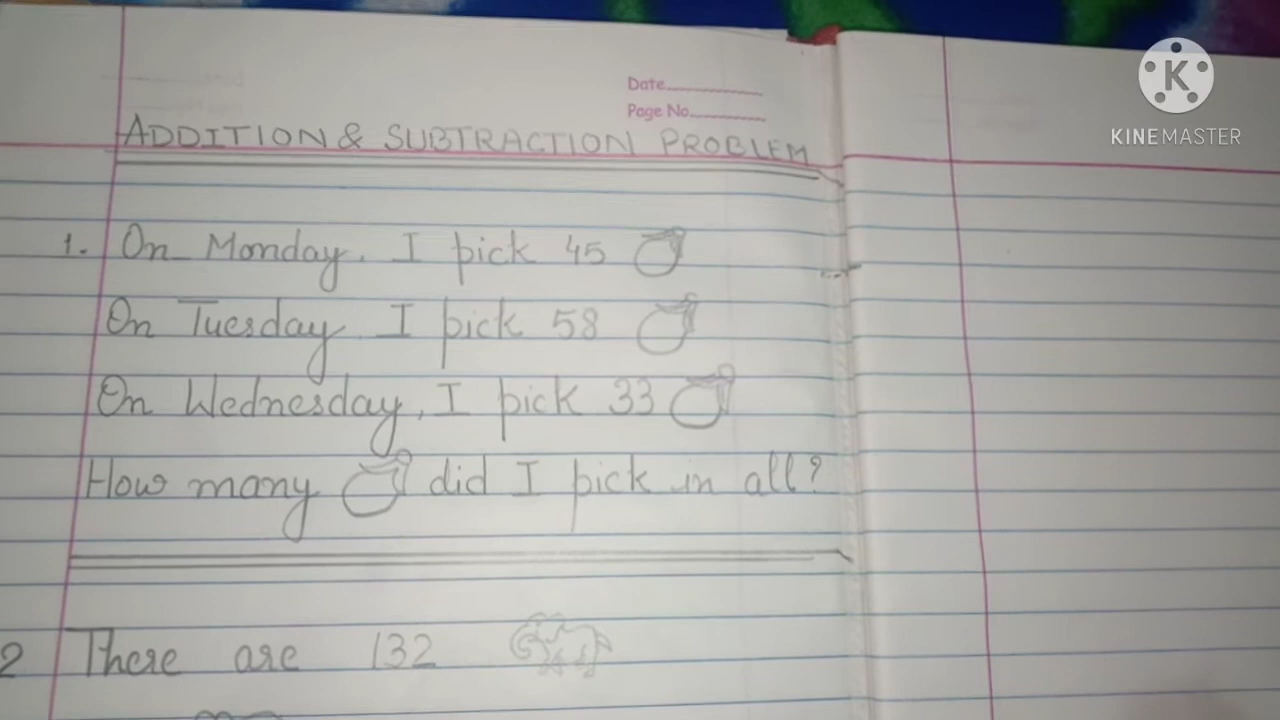 Date
Page No.
ADDITION & SUBTRACTION PROBLEM
1. On Monday, I pick 45
On Tuesday I pick 58
On Wednesday, I pick 33
How many did I pick in all?
2 There are 132
K
KINEMASTER